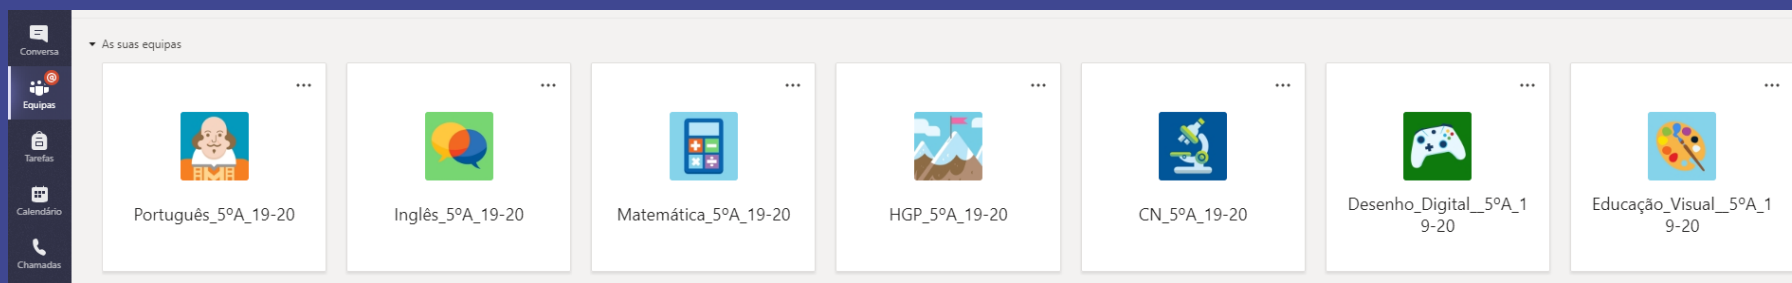 Conversa
Equipas
Tarefas
Calendário
Chamadas
As suas equipas
Português_5ºA_19-20
Inglês_5ºA_19-20
Matemática_5ºA_19-20
HGP_5ºA_19-20
CN_5ºA_19-20
Desenho_Digital__5ºA_1
9-20
Educação_Visual__5ºA_1
9-20